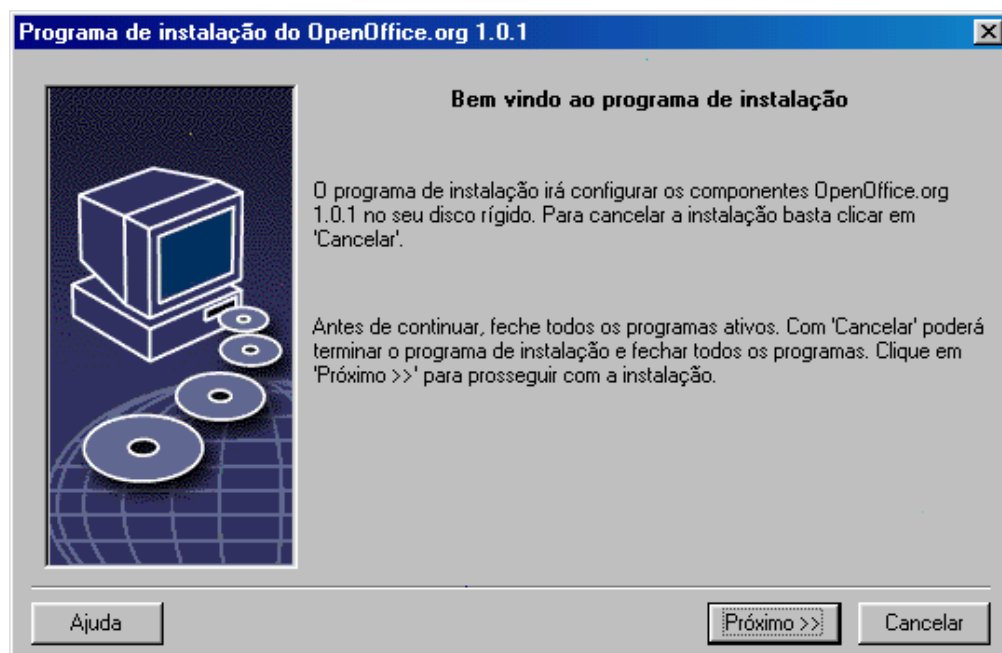 Programa de instalação do OpenOffice.org 1.0.1
Bem vindo ao programa de instalação
O programa de instalação irá configurar os componentes OpenOffice.org
1.0.1 no seu disco rígido. Para cancelar a instalação basta clicar em
'Cancelar'.
Antes de continuar, feche todos os programas ativos. Com 'Cancelar' poderá
terminar o programa de instalação e fechar todos os programas. Clique em
'Próximo >>' para prosseguir com a instalação.
Ajuda
Próximo >>
Cancelar